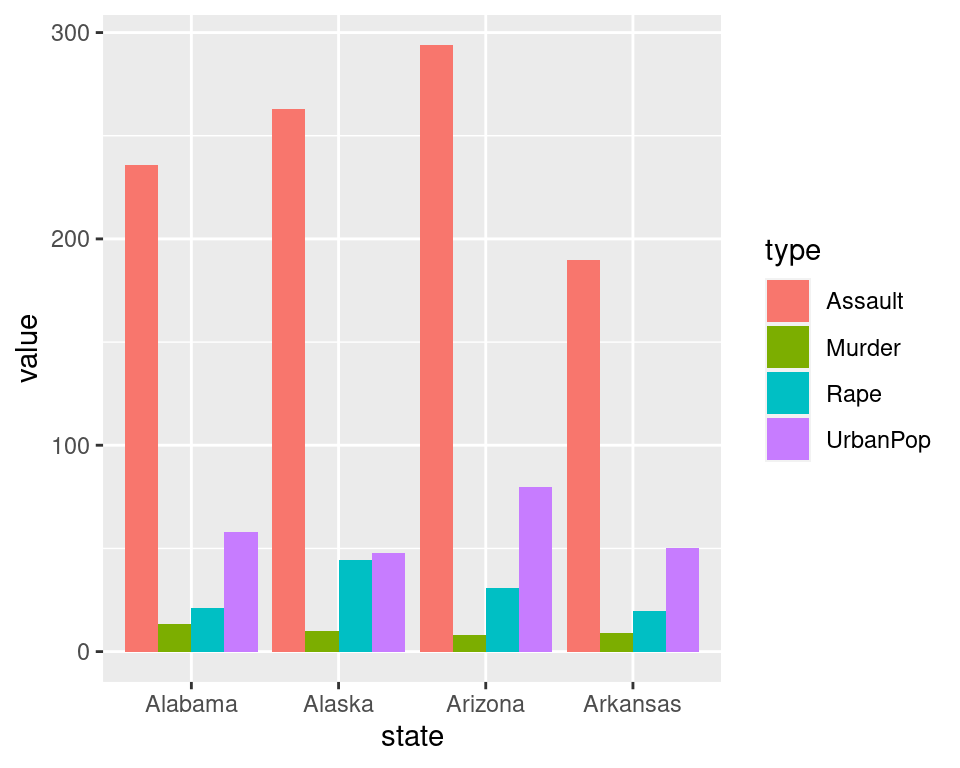 300
200
100
0
value
Alabama Alaska Arizona Arkansas
state
type
Assault
Murder
Rape
UrbanPop